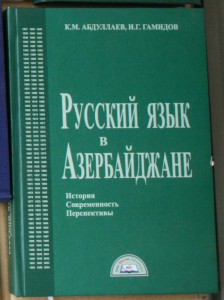 К.М. АБДУЛЛАЕВ, И.Г. ГАМИДОВ
РУССКИЙ ЯЗЫК
В
АЗЕРБАЙДЖАНЕ
История
Современность
Перспективы